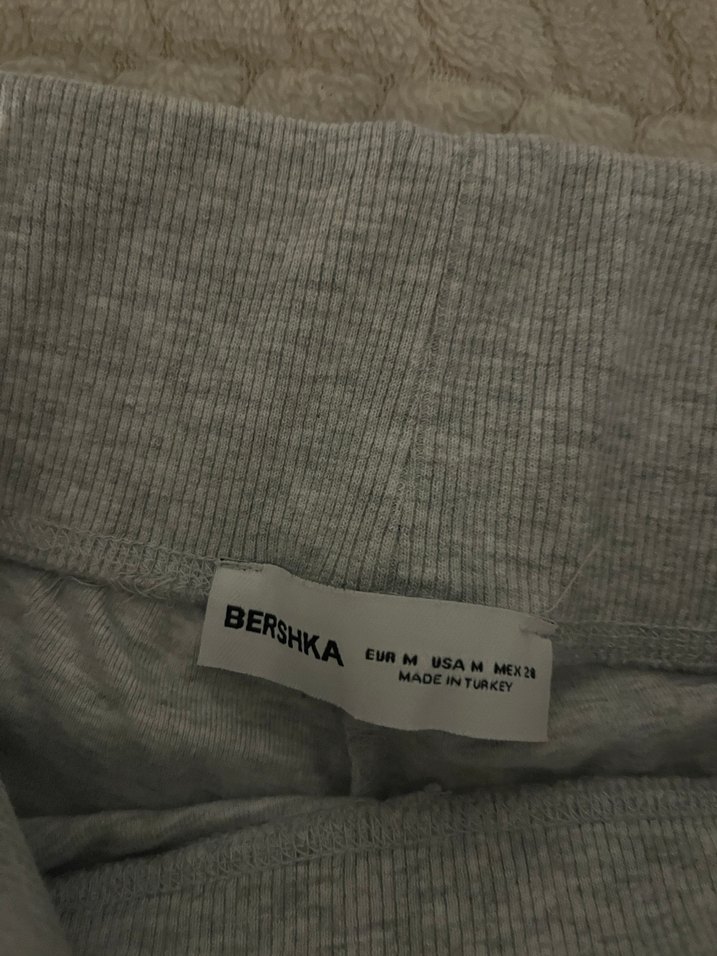 BERSHKA
EUR M USA M MEX 28
MADE IN TURKEY